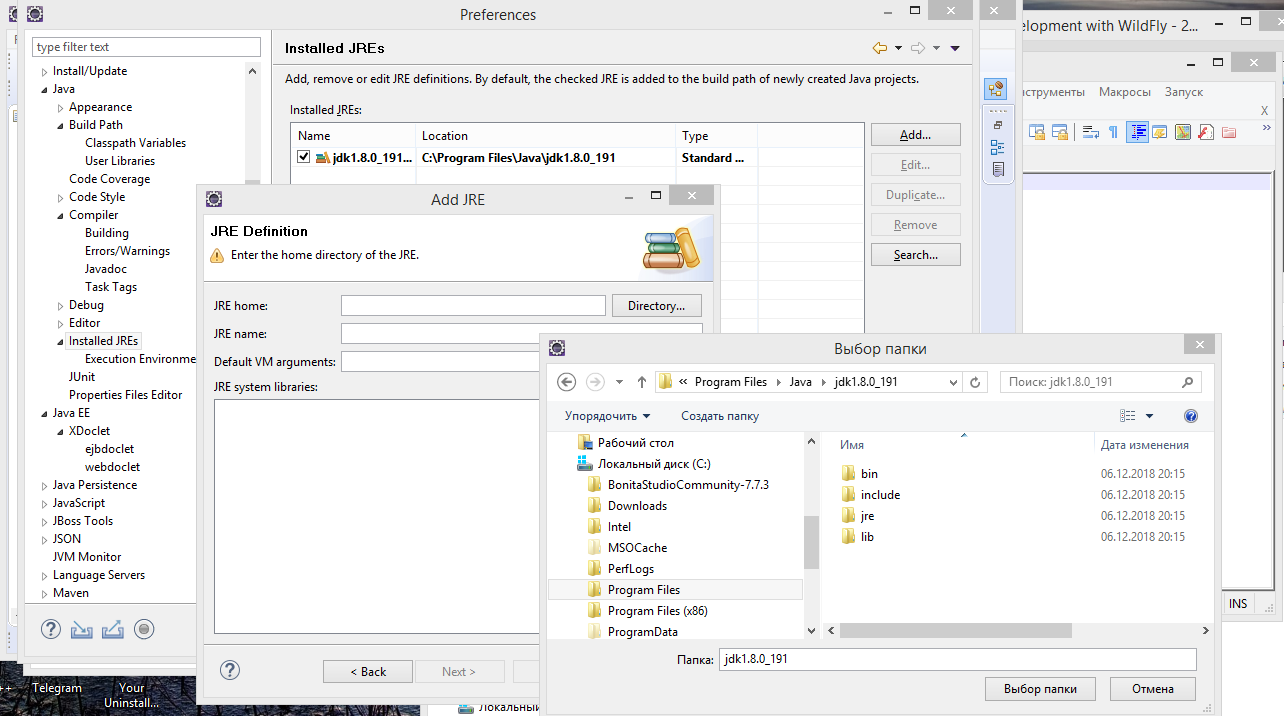 Preferences
elopment with WildFly - 2...
type filter text
Installed JREs
Install/Update
Java
Appearance
Build Path
Classpath Variables
User Libraries
Code Coverage
Code Style
Compiler
Building
Errors/Warnings
Javadoc
Task Tags
Debug
Editor
Installed JREs
Execution Environme
JUnit
Properties Files Editor
Java EE
XDoclet
ejbdoclet
webdoclet
Java Persistence
JavaScript
JBoss Tools
JSON
JVM Monitor
Language Servers
Maven
Add, remove or edit JRE definitions. By default, the checked JRE is added to the build path of newly created Java projects.
Installed JREs:
Name Location Type
jdk1.8.0_191... C:\Program Files\Java\jdk1.8.0_191 Standard ...
Add...
Edit...
Duplicate...
Remove
Search...
нструменты Макросы Запуск
X
INS
Add JRE
JRE Definition
Enter the home directory of the JRE.
JRE home:
Directory...
JRE name:
Default VM arguments:
JRE system libraries:
< Back
Next >
Выбор папки
« Program Files Java jdk1.8.0_191
Поиск: jdk1.8.0_191
Упорядочить Создать папку
Рабочий стол
Локальный диск (C:)
BonitaStudioCommunity-7.7.3
Downloads
Intel
MSOCache
PerfLogs
Program Files
Program Files (x86)
ProgramData
Имя Дата изменения
bin 06.12.2018 20:15
include 06.12.2018 20:15
jre 06.12.2018 20:15
lib 06.12.2018 20:15
Папка: jdk1.8.0_191
Выбор папки Отмена
++ Telegram
Your
Uninstall...
Локальный